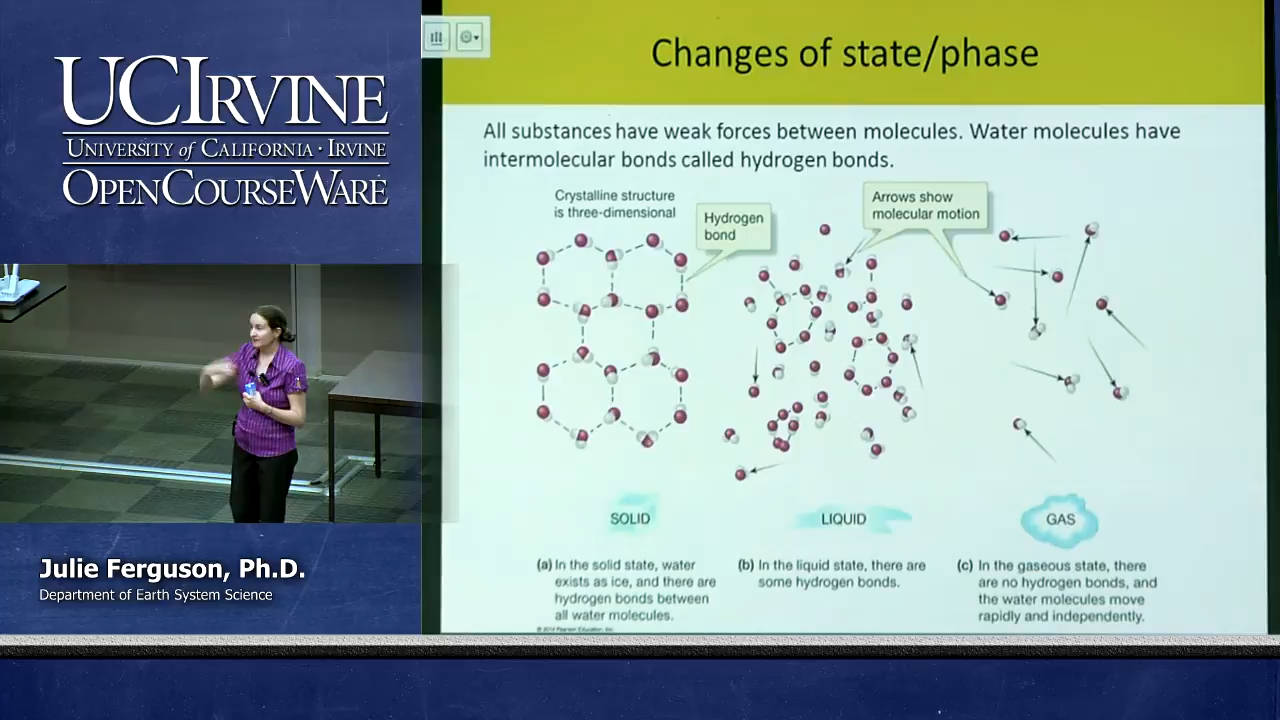 UCIRVINE
UNIVERSITY of CALIFORNIA · IRVINE
OPENCOURSEWARE
Julie Ferguson, Ph.D.
Department of Earth System Science
Changes of state/phase
All substances have weak forces between molecules. Water molecules have
intermolecular bonds called hydrogen bonds.
Crystalline structure
is three-dimensional
Hydrogen
bond
Arrows show
molecular motion
SOLID
LIQUID
GAS
(a) In the solid state, water
exists as ice, and there are
hydrogen bonds between
all water molecules.
(b) In the liquid state, there are
some hydrogen bonds.
(c) In the gaseous state, there
are no hydrogen bonds, and
the water molecules move
rapidly and independently.
© 2014 Pearson Education, Inc.